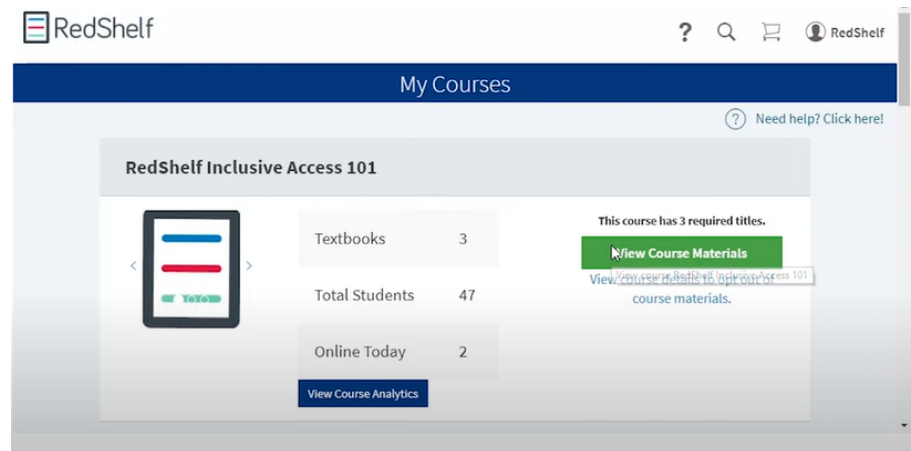 RedShelf
? RedShelf
My Courses
? Need help? Click here!
RedShelf Inclusive Access 101
Textbooks 3
Total Students 47
Online Today 2
View Course Analytics
This course has 3 required titles.
View Course Materials
View course RedShelf Inclusive Access 101
View course details to opt out of
course materials.